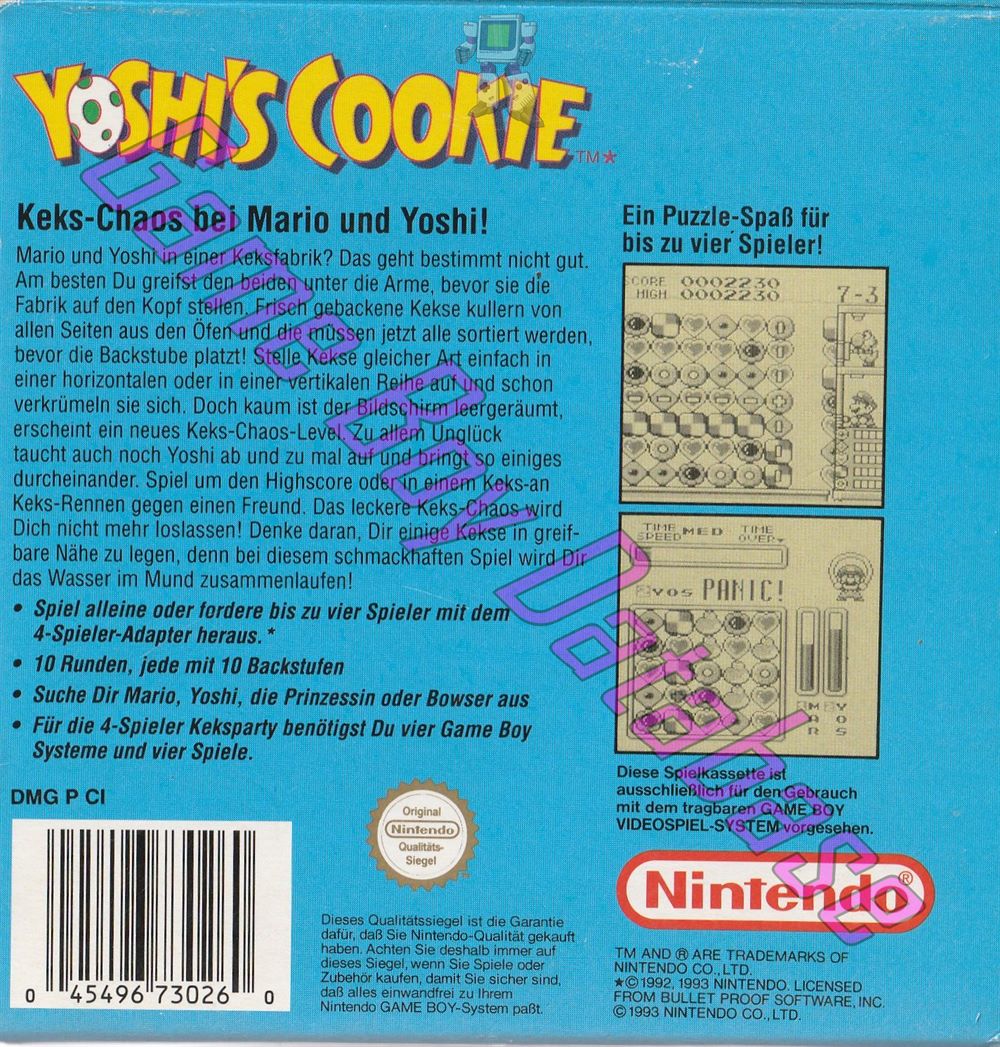 YOSHI'S COOKIE
TM★
Keks-Chaos bei Mario und Yoshi!
Mario und Yoshi in einer Keksfabrik? Das geht bestimmt nicht gut.
Am besten Du greifst den beiden unter die Arme, bevor sie die
Fabrik auf den Kopf stellen. Frisch gebackene Kekse kullern von
allen Seiten aus den Öfen und die müssen jetzt alle sortiert werden,
bevor die Backstube platzt! Stelle Kekse gleicher Art einfach in
einer horizontalen oder in einer vertikalen Reihe auf und schon
verkrümeln sie sich. Doch kaum ist der Bildschirm leergeräumt,
erscheint ein neues Keks-Chaos-Level. Zu allem Unglück
taucht auch noch Yoshi ab und zu mal auf und bringt so einiges
durcheinander. Spiel um den Highscore oder in einem Keks-an
Keks-Rennen gegen einen Freund. Das leckere Keks-Chaos wird
Dich nicht mehr loslassen! Denke daran, Dir einige Kekse in greif-
bare Nähe zu legen, denn bei diesem schmackhaften Spiel wird Dir
das Wasser im Mund zusammenlaufen!
• Spiel alleine oder fordere bis zu vier Spieler mit dem
4-Spieler-Adapter heraus.*
• 10 Runden, jede mit 10 Backstufen
• Suche Dir Mario, Yoshi, die Prinzessin oder Bowser aus
• Für die 4-Spieler Keksparty benötigst Du vier Game Boy
Systeme und vier Spiele.
DMG P CI
0 45496 73026 0
Original
Nintendo
Qualitäts-
Siegel
Dieses Qualitätssiegel ist die Garantie
dafür, daß Sie Nintendo-Qualität gekauft
haben. Achten Sie deshalb immer auf
dieses Siegel, wenn Sie Spiele oder
Zubehör kaufen, damit Sie sicher sind,
daß alles einwandfrei zu Ihrem
Nintendo GAME BOY-System paßt.
Ein Puzzle-Spaß für
bis zu vier Spieler!
SCORE 0002230
HIGH 0002230
7-3
TIME MED TIME
SPEED OVER
YOS PANIC!
MAR YOS
Diese Spielkassette ist
ausschließlich für den Gebrauch
mit dem tragbaren GAME BOY
VIDEOSPIEL-SYSTEM vorgesehen.
Nintendo®
TM AND ® ARE TRADEMARKS OF
NINTENDO CO., LTD.
★©1992, 1993 NINTENDO. LICENSED
FROM BULLET PROOF SOFTWARE, INC.
©1993 NINTENDO CO., LTD.
Game Boy Database